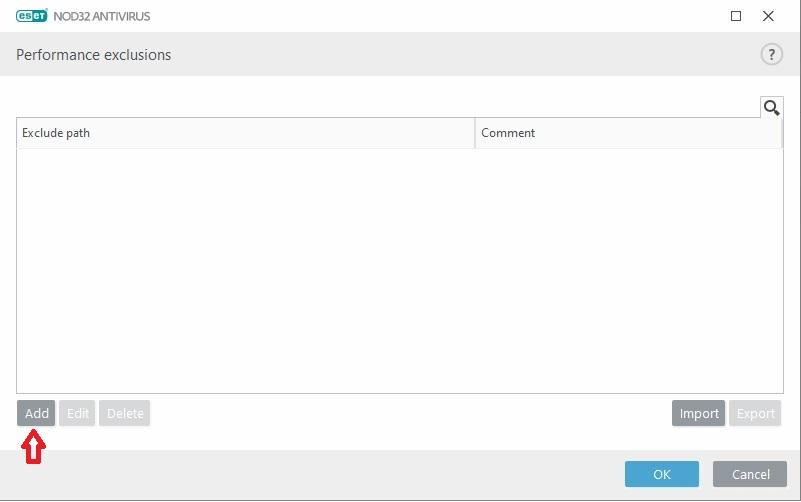 eset NOD32 ANTIVIRUS
Performance exclusions
?
Exclude path Comment
Add Edit Delete Import Export
OK Cancel